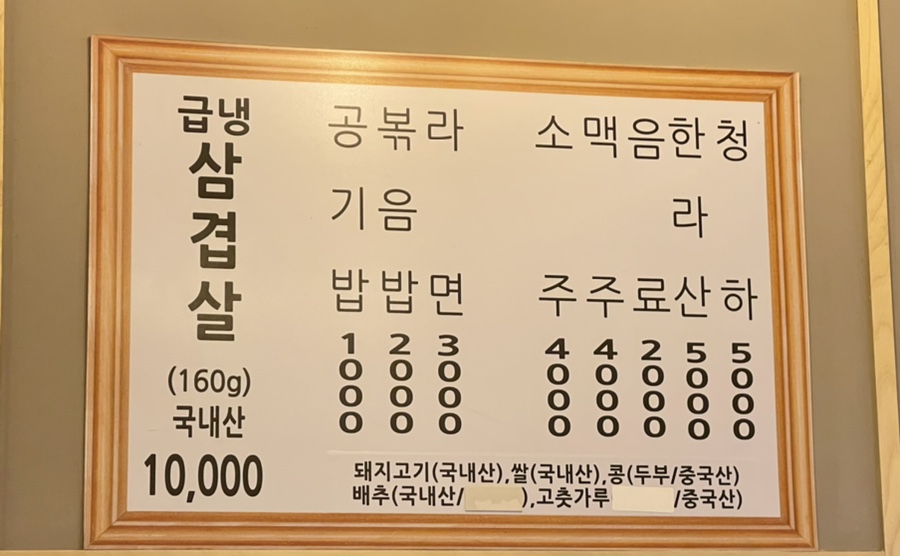 급냉
삼겹살
(160g)
국내산
10,000
공기밥 1000
볶음밥 2000
라면 3000
소주 4000
맥주 4000
음료 2000
한라산 5000
청하 5000
돼지고기(국내산),쌀(국내산),콩(두부/중국산)
배추(국내산/ ),고춧가루 /중국산)